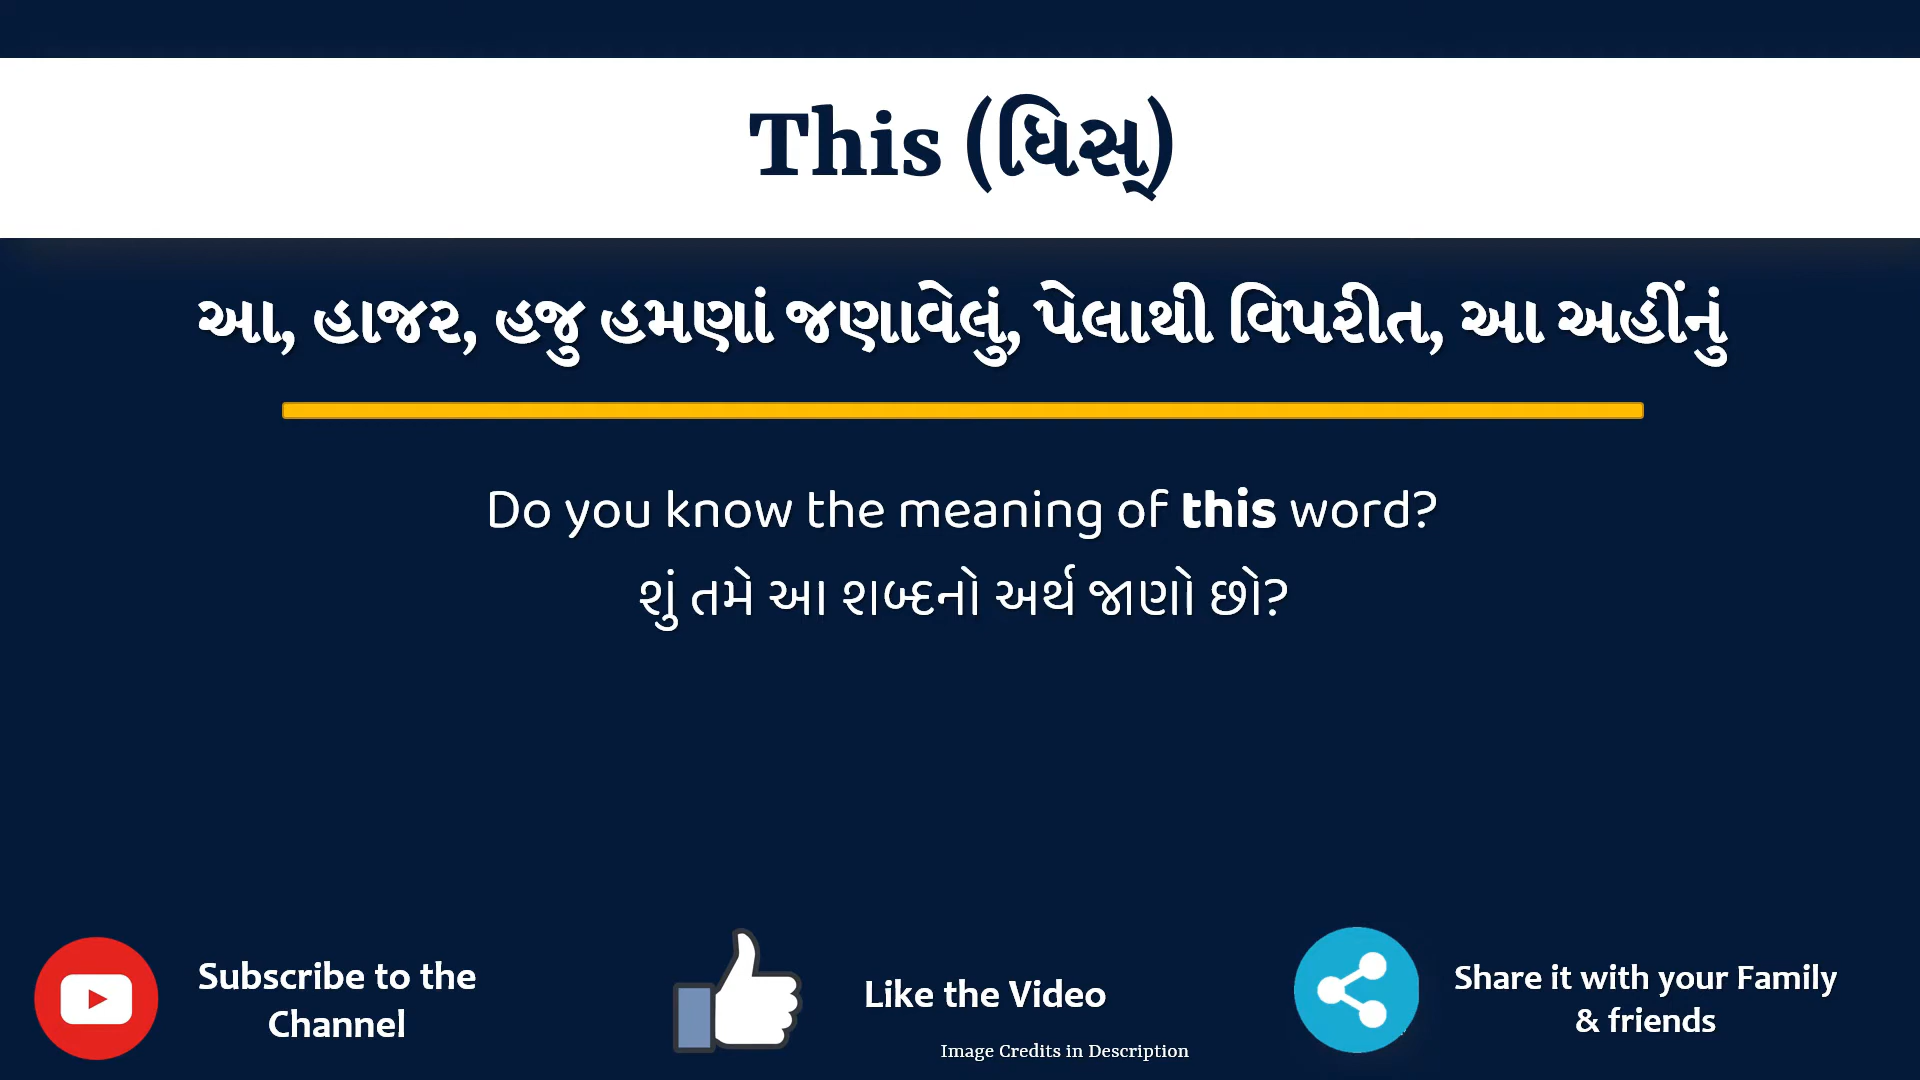 This (ધિસ્)
આ, હાજર, હજુ હમણાં જણાવેલું, પેલાથી વિપરીત, આ અહીંનું
Do you know the meaning of this word?
શું તમે આ શબ્દનો અર્થ જાણો છો?
Subscribe to the
Channel
Like the Video
Share it with your Family
& friends
Image Credits in Description